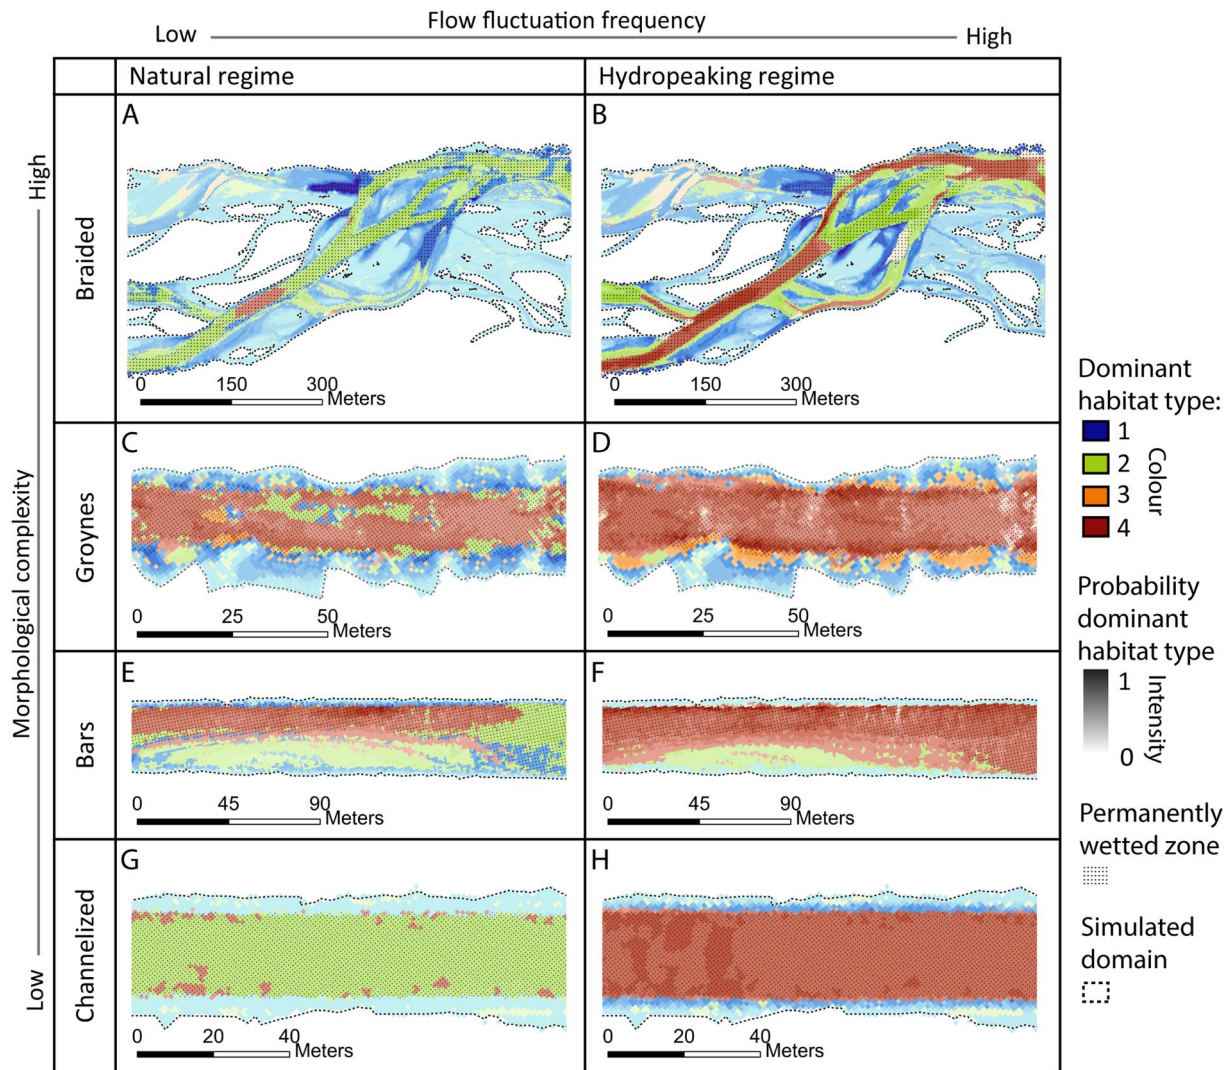 Flow fluctuation frequency
Low
High
Natural regime
Hydropeaking regime
Morphological complexity
High
Low
Braided
A
0 150 300
Meters
B
0 150 300
Meters
Groynes
C
0 25 50
Meters
D
0 25 50
Meters
Bars
E
0 45 90
Meters
F
0 45 90
Meters
Channelized
G
0 20 40
Meters
H
0 20 40
Meters
Dominant
habitat type:
1
2
3
4
Colour
Probability
dominant
habitat type
1
0
Intensity
Permanently
wetted zone
Simulated
domain